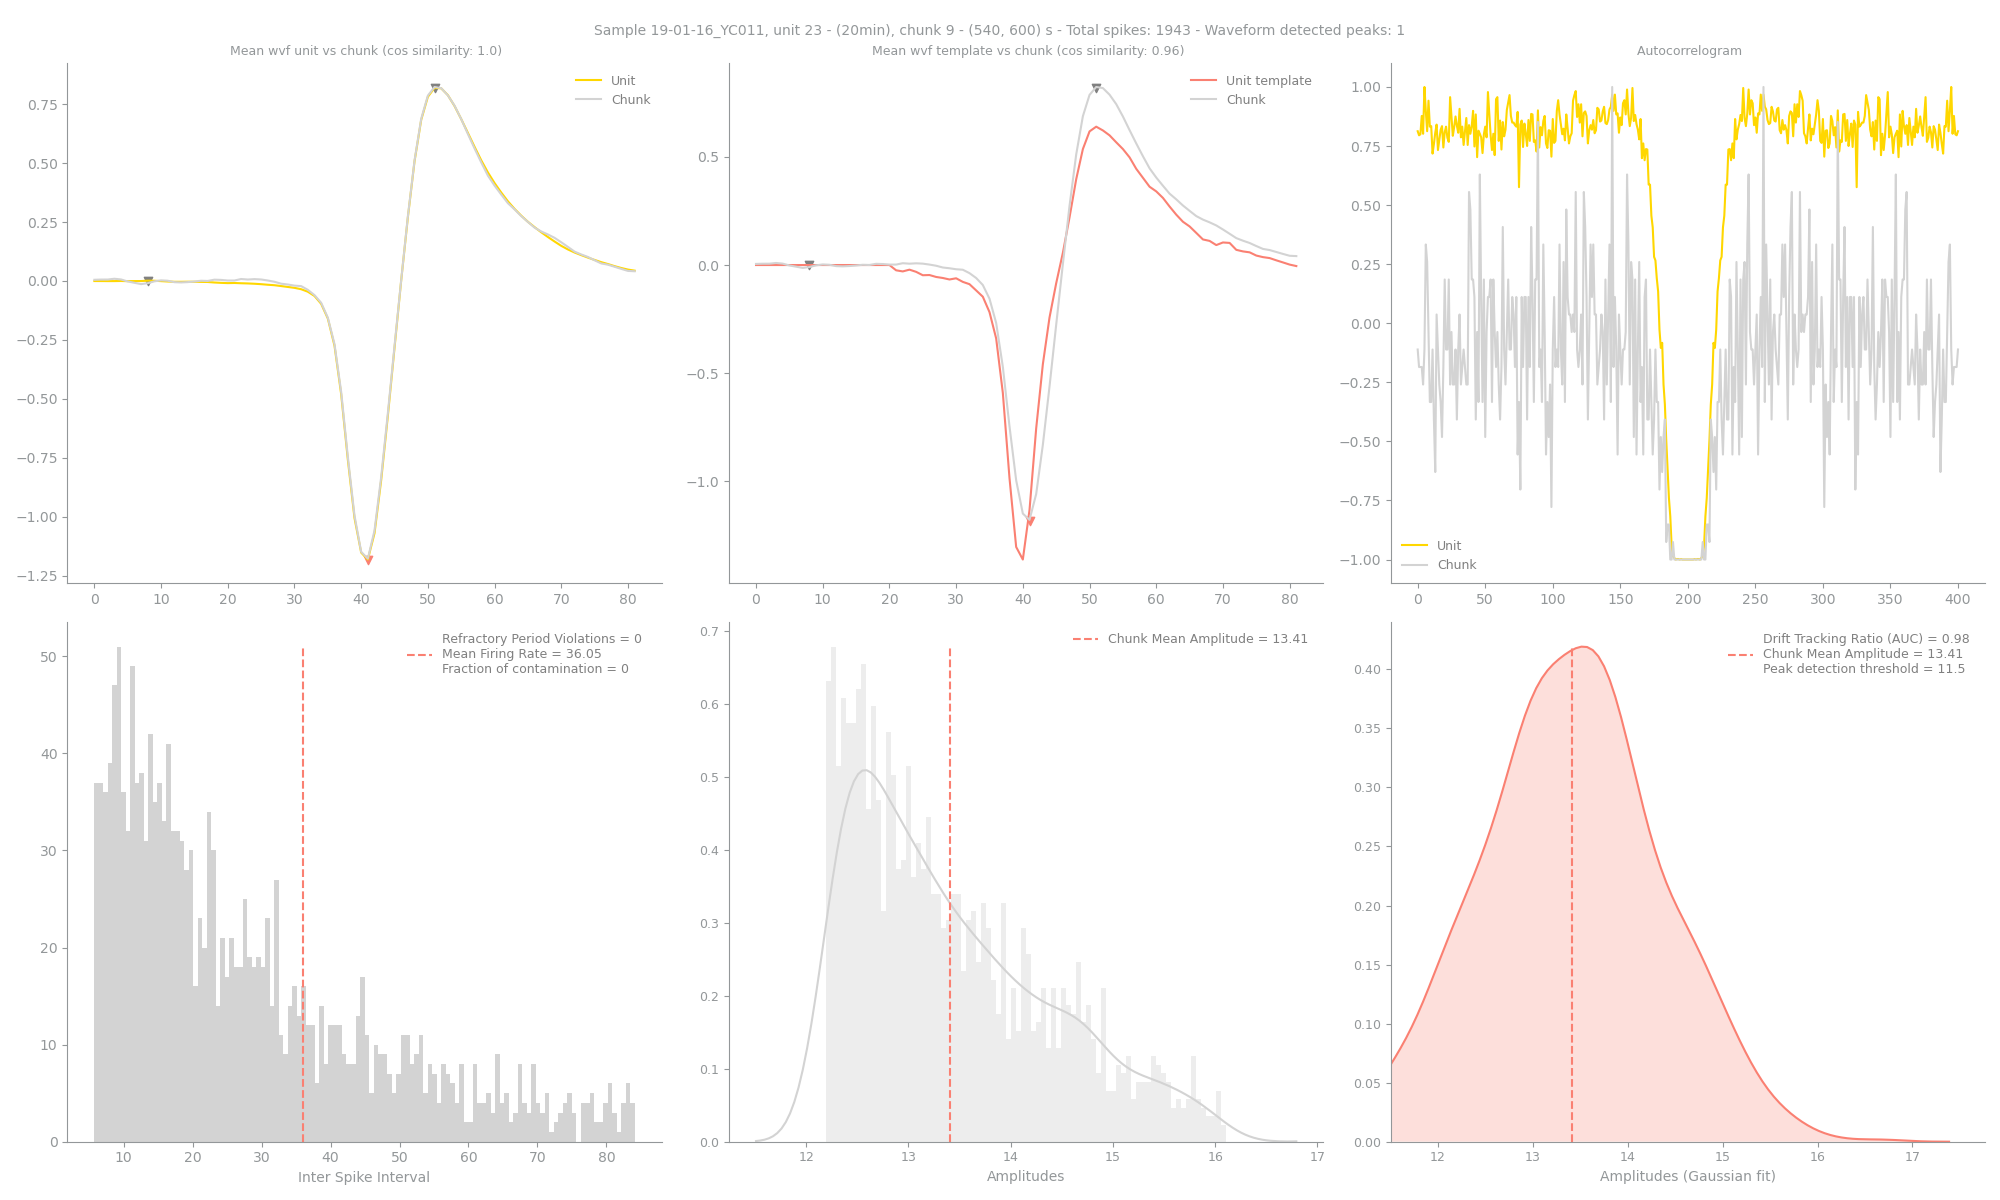 Sample 19-01-16_YC011, unit 23 - (20min), chunk 9 - (540, 600) s - Total spikes: 1943 - Waveform detected peaks: 1
Mean wvf unit vs chunk (cos similarity: 1.0)
Unit
Chunk
0.75
0.50
0.25
0.00
−0.25
−0.50
−0.75
−1.00
−1.25
0 10 20 30 40 50 60 70 80
Mean wvf template vs chunk (cos similarity: 0.96)
Unit template
Chunk
0.5
0.0
−0.5
−1.0
0 10 20 30 40 50 60 70 80
Autocorrelogram
1.00
0.75
0.50
0.25
0.00
−0.25
−0.50
−0.75
−1.00
Unit
Chunk
0 50 100 150 200 250 300 350 400
Refractory Period Violations = 0
Mean Firing Rate = 36.05
Fraction of contamination = 0
50
40
30
20
10
0
10 20 30 40 50 60 70 80
Inter Spike Interval
Chunk Mean Amplitude = 13.41
0.7
0.6
0.5
0.4
0.3
0.2
0.1
0.0
12 13 14 15 16 17
Amplitudes
Drift Tracking Ratio (AUC) = 0.98
Chunk Mean Amplitude = 13.41
Peak detection threshold = 11.5
0.40
0.35
0.30
0.25
0.20
0.15
0.10
0.05
0.00
12 13 14 15 16 17
Amplitudes (Gaussian fit)